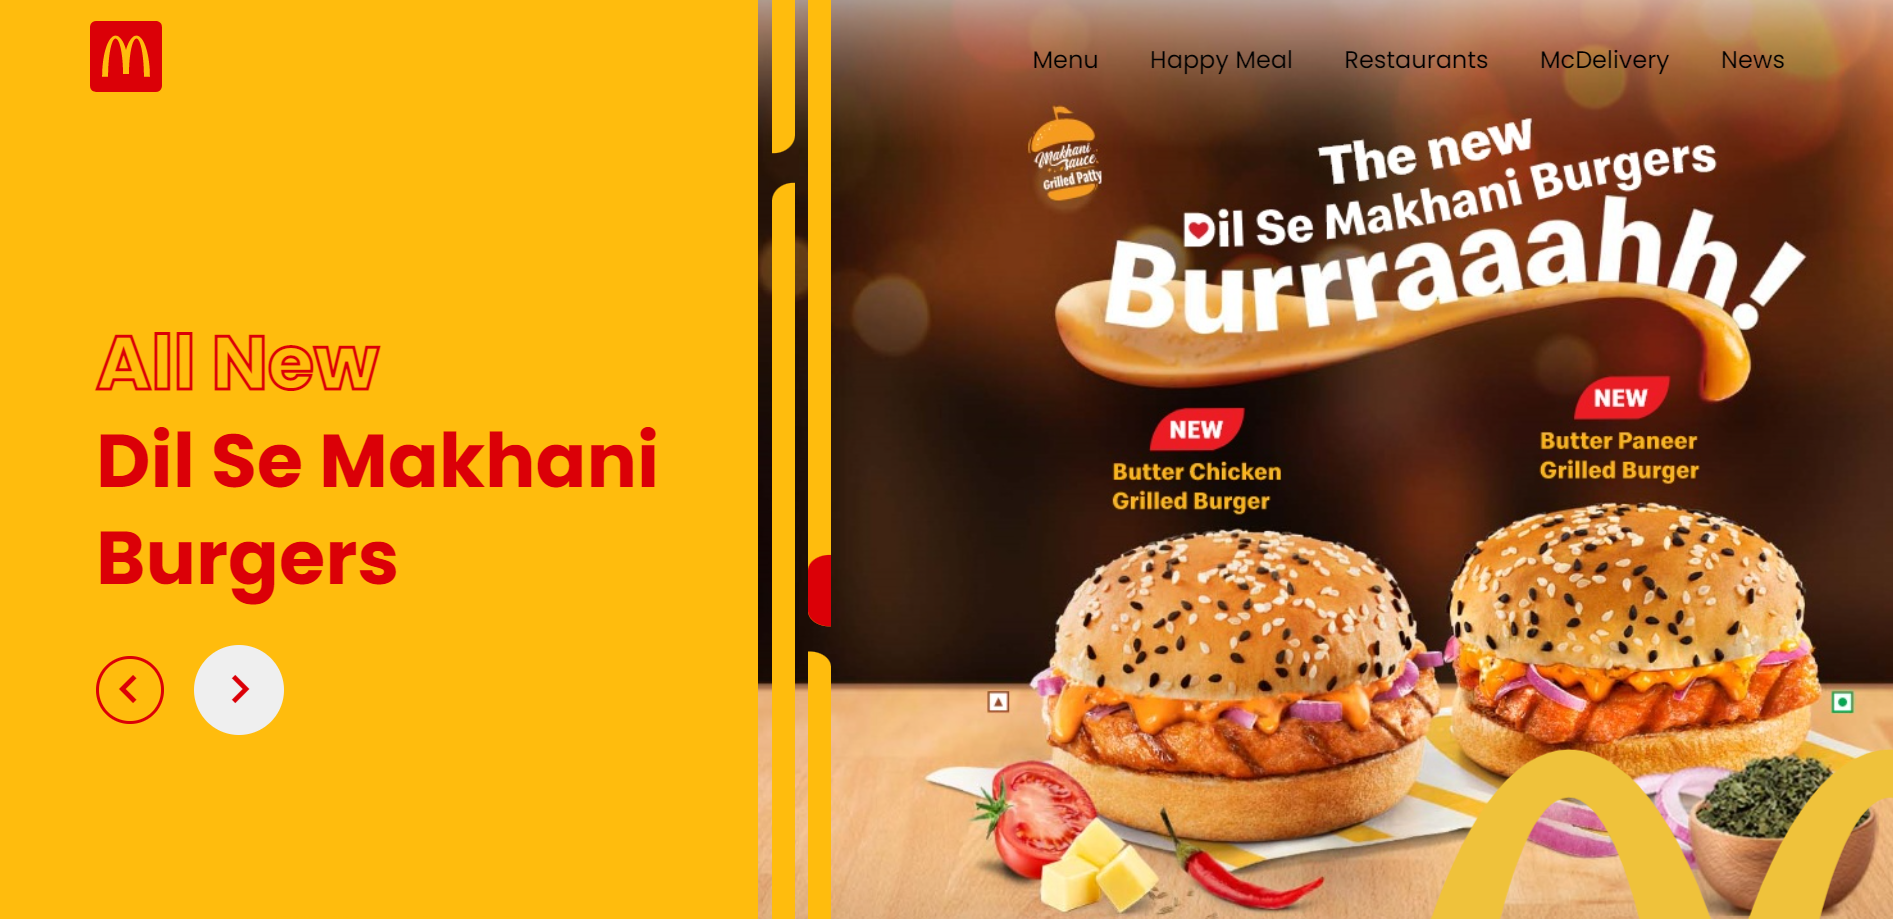 Menu Happy Meal Restaurants McDelivery News
All New
Dil Se Makhani
Burgers
Makhani
Sauce
Grilled Patty
The new
Dil Se Makhani Burgers
Burrraaahh!
NEW
Butter Chicken
Grilled Burger
NEW
Butter Paneer
Grilled Burger